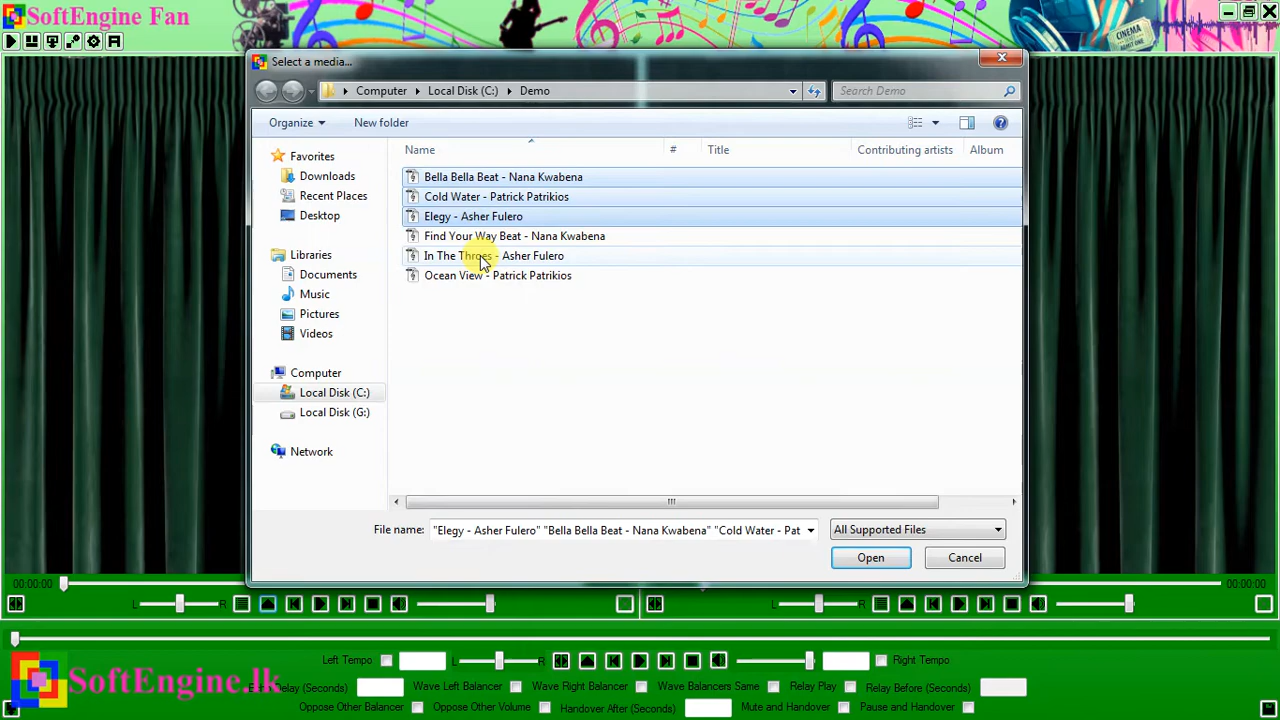 SoftEngine Fan
CINEMA
ADMIT ONE
Select a media...
Computer
Local Disk (C:)
Demo
Search Demo
Organize
New folder
Name
#
Title
Contributing artists
Album
Favorites
Downloads
Recent Places
Desktop
Libraries
Documents
Music
Pictures
Videos
Computer
Local Disk (C:)
Local Disk (G:)
Network
Bella Bella Beat - Nana Kwabena
Cold Water - Patrick Patrikios
Elegy - Asher Fulero
Find Your Way Beat - Nana Kwabena
In The Throes - Asher Fulero
Ocean View - Patrick Patrikios
File name:
"Elegy - Asher Fulero" "Bella Bella Beat - Nana Kwabena" "Cold Water - Pat
All Supported Files
Open
Cancel
00:00:00
00:00:00
L
R
L
R
Left Tempo
L
R
Right Tempo
SoftEngine.lk
Delay (Seconds)
Wave Left Balancer
Wave Right Balancer
Wave Balancers Same
Relay Play
Relay Before (Seconds)
Oppose Other Balancer
Oppose Other Volume
Handover After (Seconds)
Mute and Handover
Pause and Handover